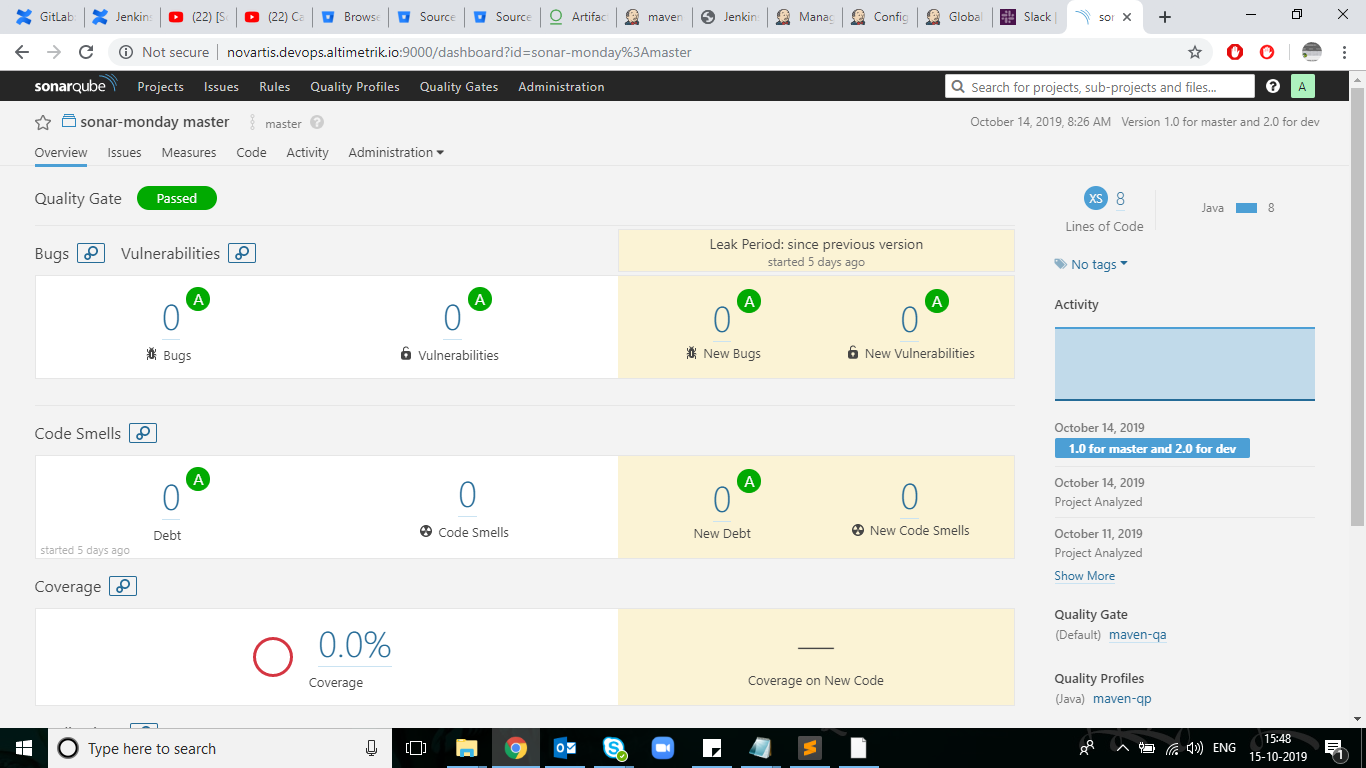 GitLab:
Jenkins
(22) [S
(22) Ca
Browse
Source
Source
Artifac
maven
Jenkin:
Manag
Config
Global
Slack |
sor
Not secure | novartis.devops.altimetrik.io:9000/dashboard?id=sonar-monday%3Amaster
sonarqube Projects Issues Rules Quality Profiles Quality Gates Administration Search for projects, sub-projects and files... A
sonar-monday master master October 14, 2019, 8:26 AM Version 1.0 for master and 2.0 for dev
Overview Issues Measures Code Activity Administration
Quality Gate Passed
Bugs Vulnerabilities
Leak Period: since previous version
started 5 days ago
0 A
Bugs
0 A
Vulnerabilities
0 A
New Bugs
0 A
New Vulnerabilities
Code Smells
0 A
Debt
started 5 days ago
0
Code Smells
0 A
New Debt
0
New Code Smells
Coverage
0.0%
Coverage
—
Coverage on New Code
XS 8
Lines of Code
Java 8
No tags
Activity
October 14, 2019
1.0 for master and 2.0 for dev
October 14, 2019
Project Analyzed
October 11, 2019
Project Analyzed
Show More
Quality Gate
(Default) maven-qa
Quality Profiles
(Java) maven-qp
Type here to search
ENG
15:48
15-10-2019
1